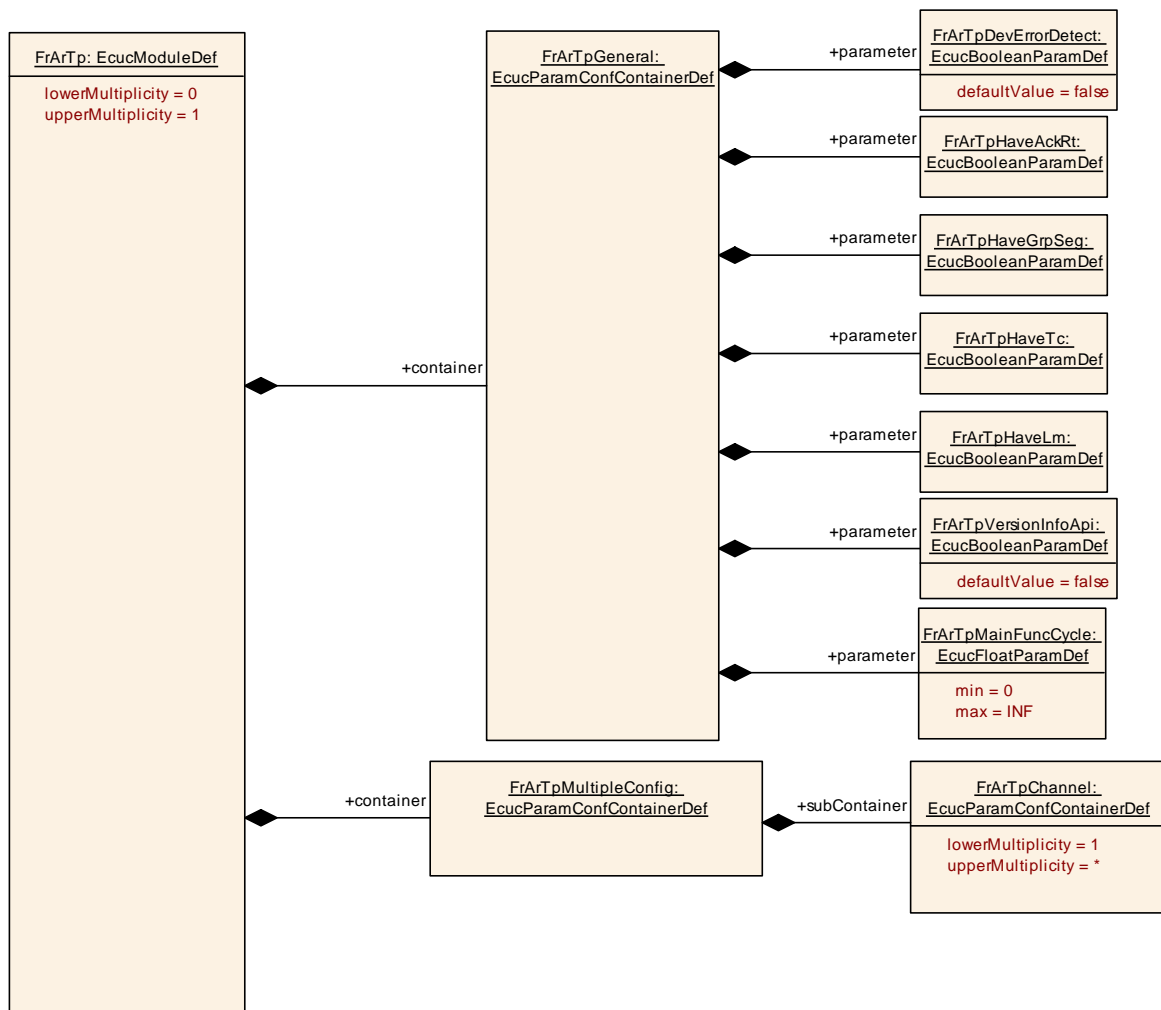 FrArTp: EcucModuleDef
lowerMultiplicity = 0
upperMultiplicity = 1
+container
FrArTpGeneral:
EcucParamConfContainerDef
+parameter
FrArTpDevErrorDetect:
EcucBooleanParamDef
defaultValue = false
+parameter
FrArTpHaveAckRt:
EcucBooleanParamDef
+parameter
FrArTpHaveGrpSeg:
EcucBooleanParamDef
+parameter
FrArTpHaveTc:
EcucBooleanParamDef
+parameter
FrArTpHaveLm:
EcucBooleanParamDef
+parameter
FrArTpVersionInfoApi:
EcucBooleanParamDef
defaultValue = false
+parameter
FrArTpMainFuncCycle:
EcucFloatParamDef
min = 0
max = INF
+container
FrArTpMultipleConfig:
EcucParamConfContainerDef
+subContainer
FrArTpChannel:
EcucParamConfContainerDef
lowerMultiplicity = 1
upperMultiplicity = *